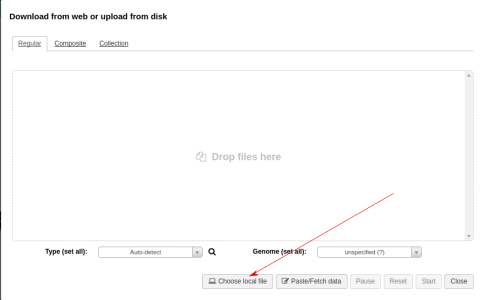 Download from web or upload from disk
Regular Composite Collection
Drop files here
Type (set all): Auto-detect Genome (set all): unspecified (?)
Choose local file Paste/Fetch data Pause Reset Start Close